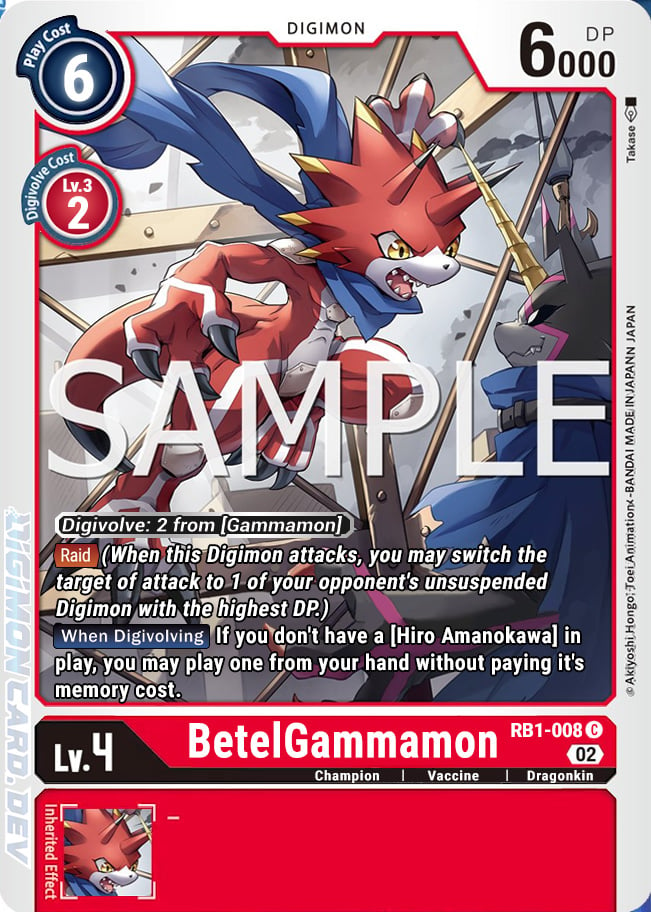 DIGIMON
Play Cost
6
DP
6000
Digivolve Cost
Lv.3
2
Takase
SAMPLE
Digivolve: 2 from [Gammamon]
Raid (When this Digimon attacks, you may switch the
target of attack to 1 of your opponent's unsuspended
Digimon with the highest DP.)
When Digivolving If you don't have a [Hiro Amanokawa] in
play, you may play one from your hand without paying it's
memory cost.
©Akiyoshi Hongo, Toei Animation・BANDAI MADE IN JAPANN JAPAN
DIGIMON CARD.DEV
Lv.4
BetelGammamon
RB1-008 C
02
Champion | Vaccine | Dragonkin
Inherited Effect
-